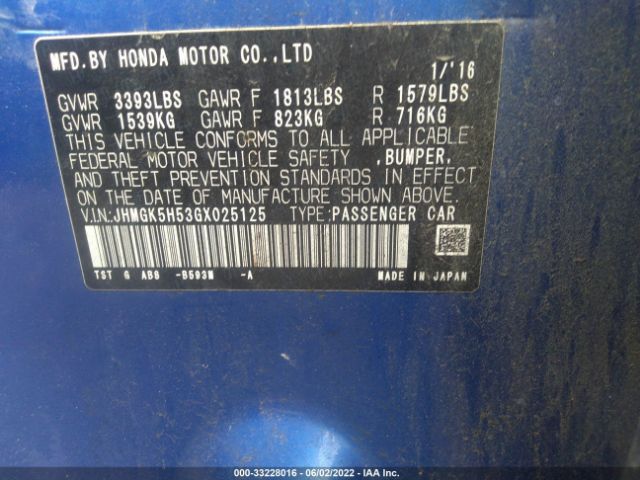 MFD.BY HONDA MOTOR CO.,LTD
1/'16
GVWR 3393LBS GAWR F 1813LBS R 1579LBS
GVWR 1539KG GAWR F 823KG R 716KG
THIS VEHICLE CONFORMS TO ALL APPLICABLE
FEDERAL MOTOR VEHICLE SAFETY ,BUMPER,
AND THEFT PREVENTION STANDARDS IN EFFECT
ON THE DATE OF MANUFACTURE SHOWN ABOVE.
V.IN:JHMGK5H53GX025125 TYPE:PASSENGER CAR
TST G ABS -B593M -A MADE IN JAPAN
000-33228016 - 06/02/2022 - IAA Inc.